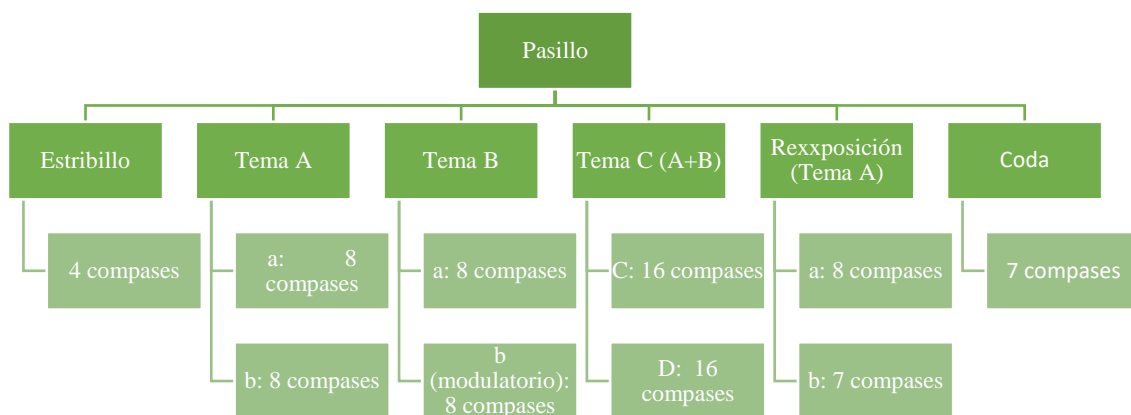 Pasillo
Estribillo
Tema A
Tema B
Tema C (A+B)
Rexxposición
(Tema A)
Coda
4 compases
a: 8
compases
a: 8 compases
C: 16 compases
a: 8 compases
7 compases
b: 8 compases
b
(modulatorio):
8 compases
D: 16
compases
b: 7 compases